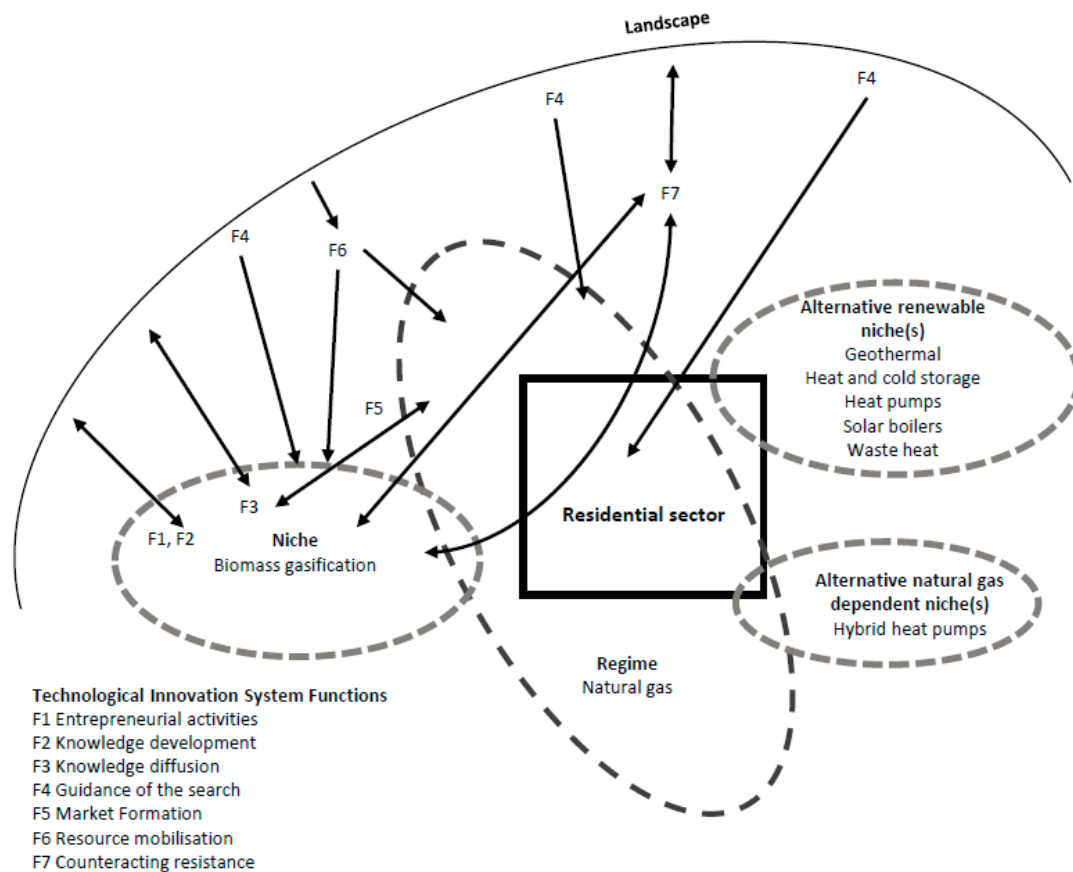 Landscape
F4
F4
F7
F4
F6
Alternative renewable
niche(s)
Geothermal
Heat and cold storage
Heat pumps
Solar boilers
Waste heat
F5
F3
F1, F2
Niche
Biomass gasification
Residential sector
Alternative natural gas
dependent niche(s)
Hybrid heat pumps
Regime
Natural gas
Technological Innovation System Functions
F1 Entrepreneurial activities
F2 Knowledge development
F3 Knowledge diffusion
F4 Guidance of the search
F5 Market Formation
F6 Resource mobilisation
F7 Counteracting resistance